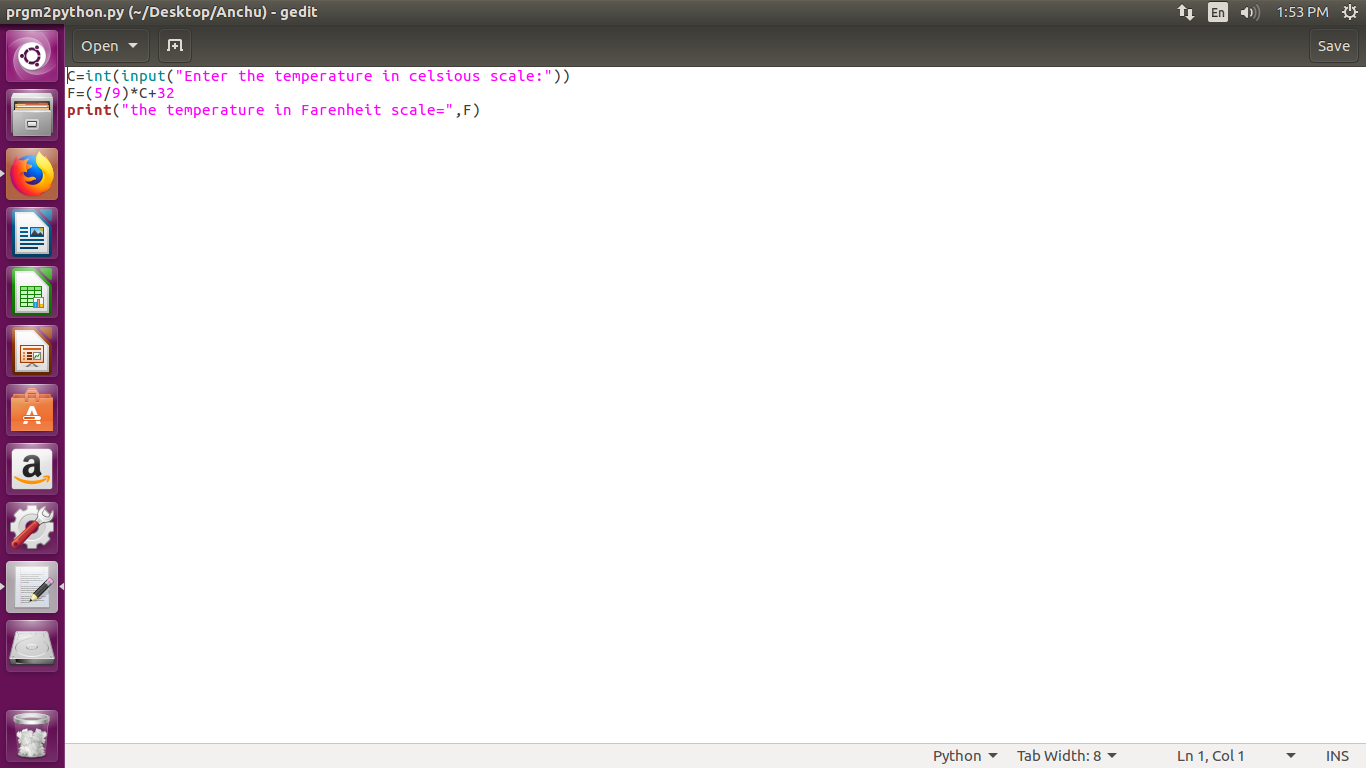 prgm2python.py (~/Desktop/Anchu) - gedit
En
1:53 PM
Open
Save
C=int(input("Enter the temperature in celsious scale:"))
F=(5/9)*C+32
print("the temperature in Farenheit scale=",F)
Python
Tab Width: 8
Ln 1, Col 1
INS